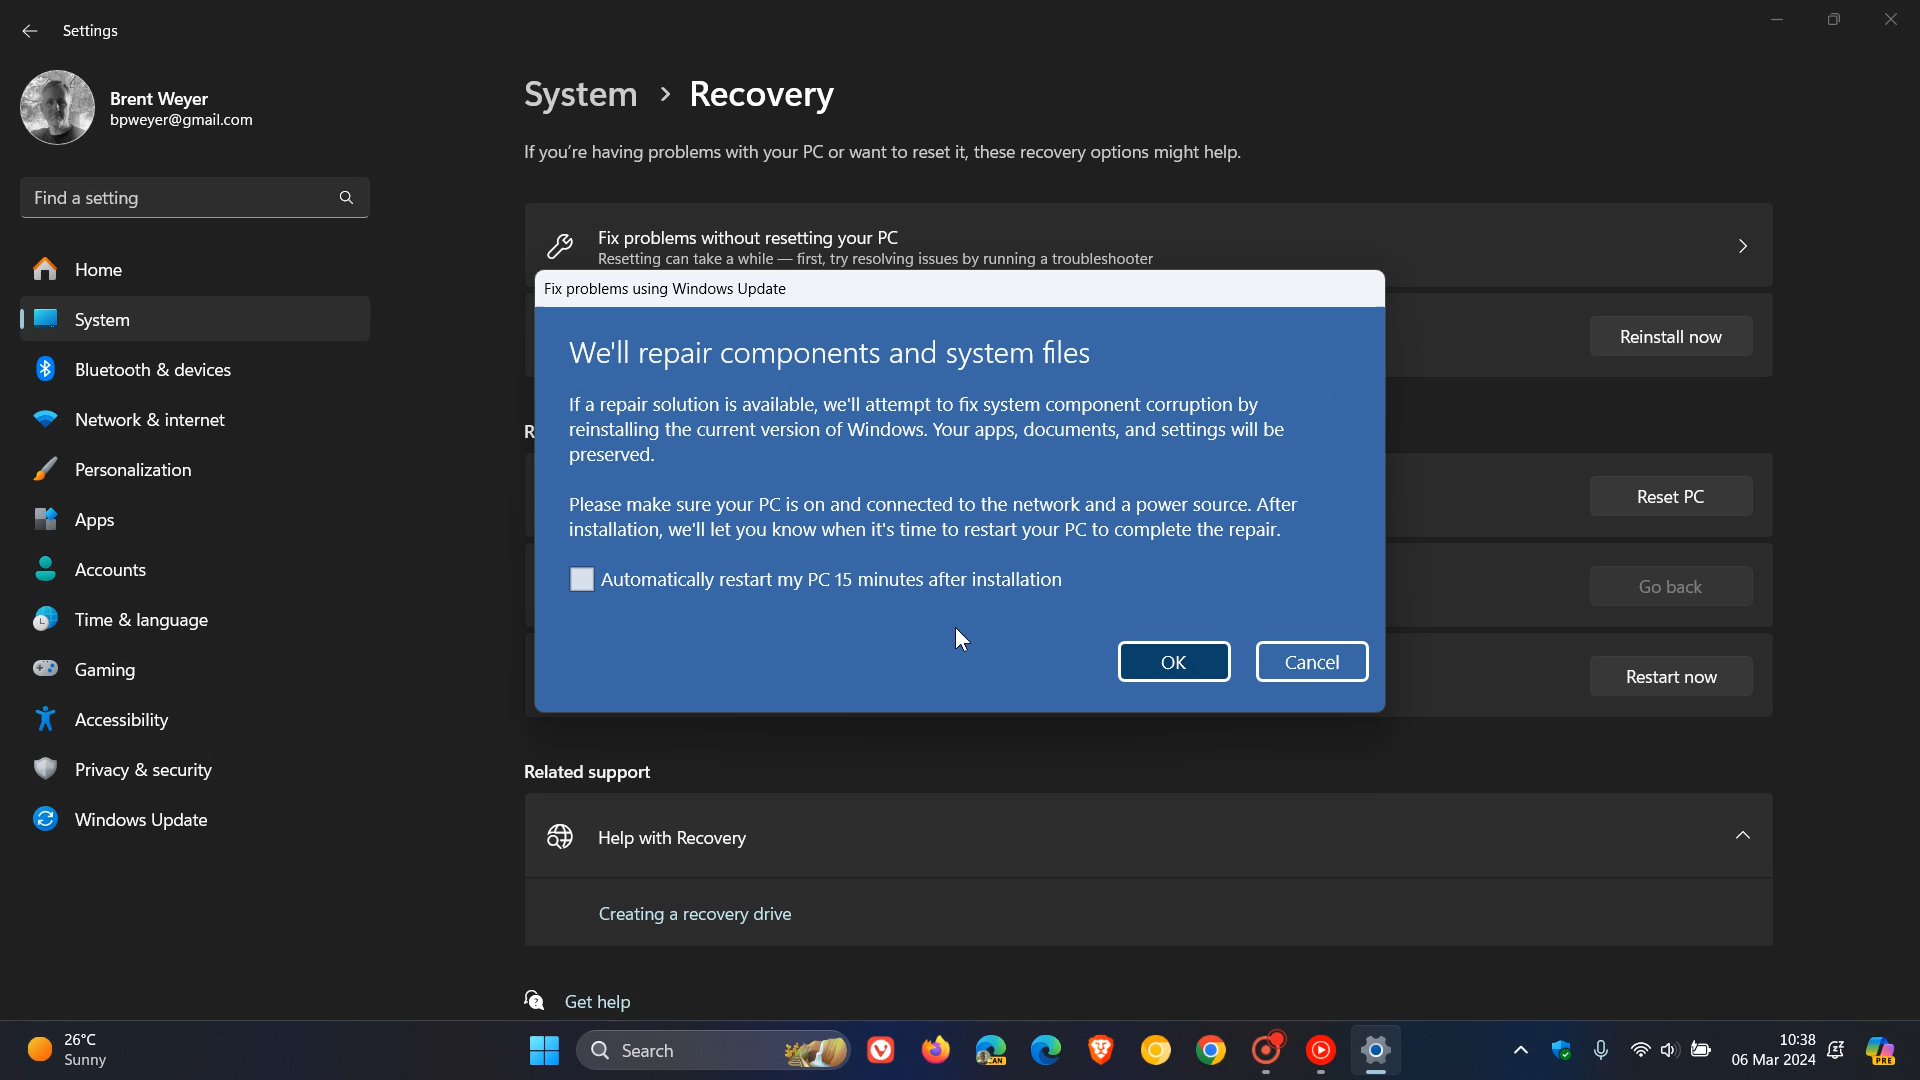 Settings
Brent Weyer
bpweyer@gmail.com
Find a setting
Home
System
Bluetooth & devices
Network & internet
Personalization
Apps
Accounts
Time & language
Gaming
Accessibility
Privacy & security
Windows Update
System > Recovery
If you're having problems with your PC or want to reset it, these recovery options might help.
Fix problems without resetting your PC
Resetting can take a while — first, try resolving issues by running a troubleshooter
Fix problems using Windows Update
We'll repair components and system files
If a repair solution is available, we'll attempt to fix system component corruption by
reinstalling the current version of Windows. Your apps, documents, and settings will be
preserved.
Please make sure your PC is on and connected to the network and a power source. After
installation, we'll let you know when it's time to restart your PC to complete the repair.
Automatically restart my PC 15 minutes after installation
OK
Cancel
Reinstall now
Reset PC
Go back
Restart now
Related support
Help with Recovery
Creating a recovery drive
Get help
26°C
Sunny
Search
CAN
10:38
06 Mar 2024
PRE